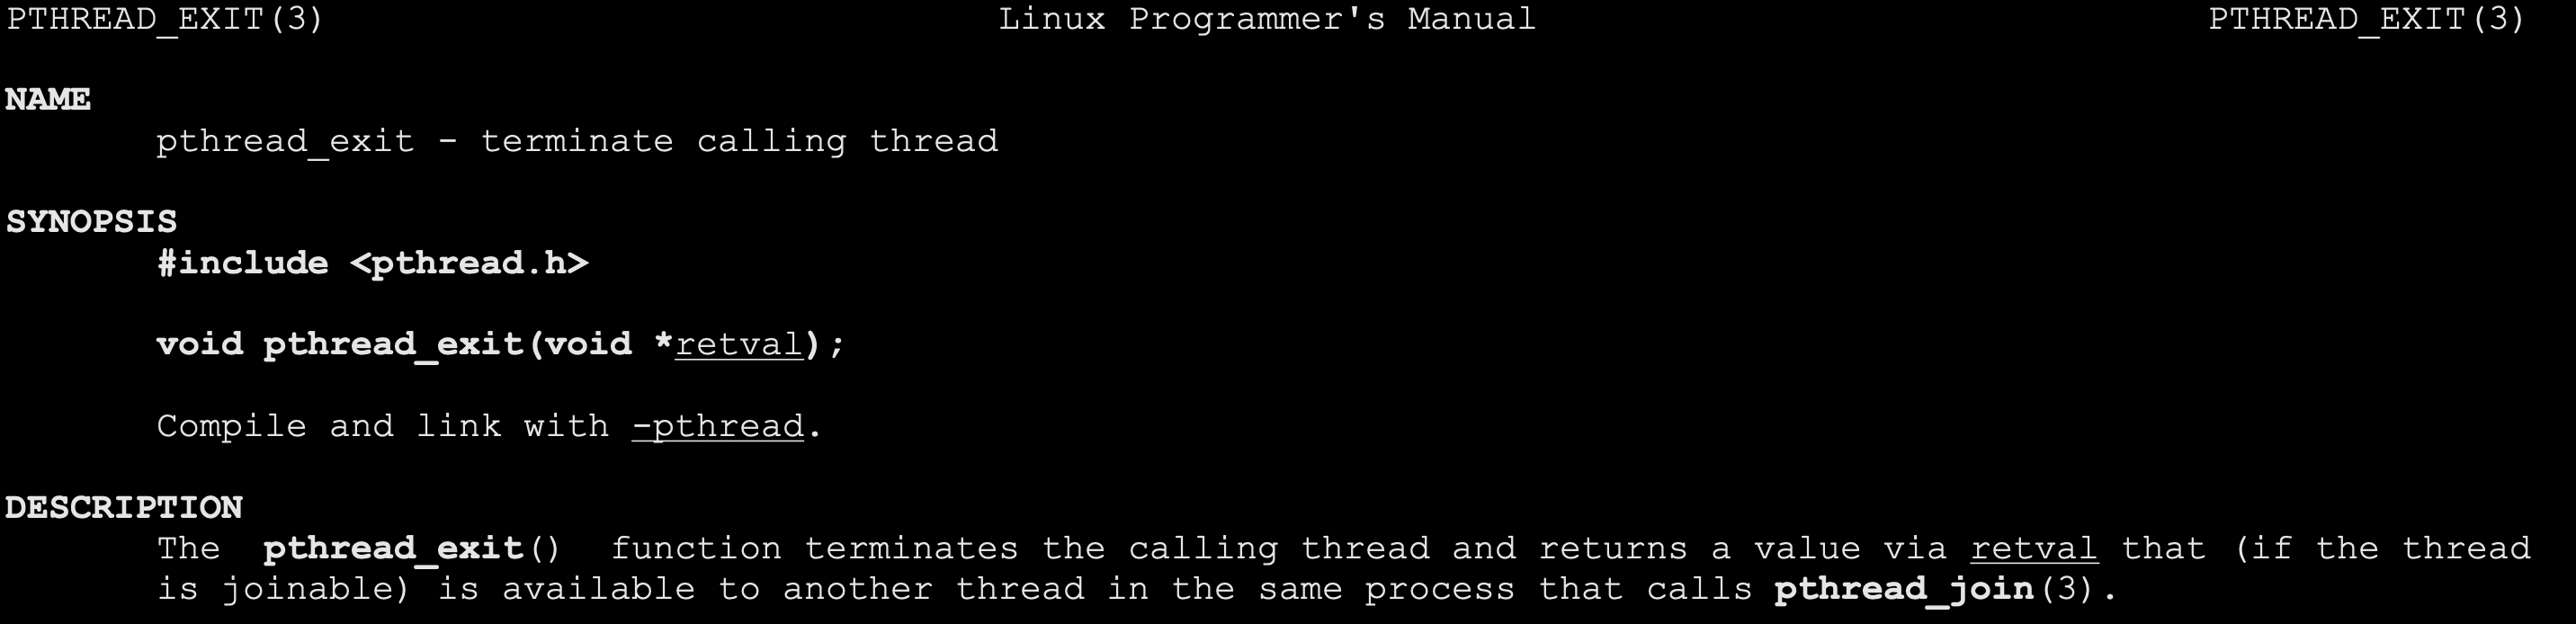 PTHREAD_EXIT(3) Linux Programmer's Manual PTHREAD_EXIT(3)
NAME
pthread_exit - terminate calling thread
SYNOPSIS
#include <pthread.h>
void pthread_exit(void *retval);
Compile and link with -pthread.
DESCRIPTION
The pthread_exit() function terminates the calling thread and returns a value via retval that (if the thread
is joinable) is available to another thread in the same process that calls pthread_join(3).